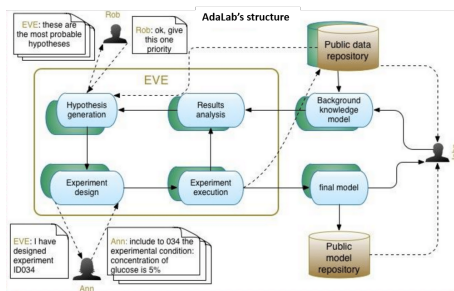 AdaLab's structure
Rob
EVE: these are
the most probable
hypotheses
Rob: ok, give
this one
priority
Public data
repository
EVE
Hypothesis
generation
Results
analysis
Background
knowledge
model
Experiment
design
Experiment
execution
final model
EVE: I have
designed
experiment
ID034
Ann: include to 034 the
experimental condition:
concentration of
glucose is 5%
Ann
Public
model
repository